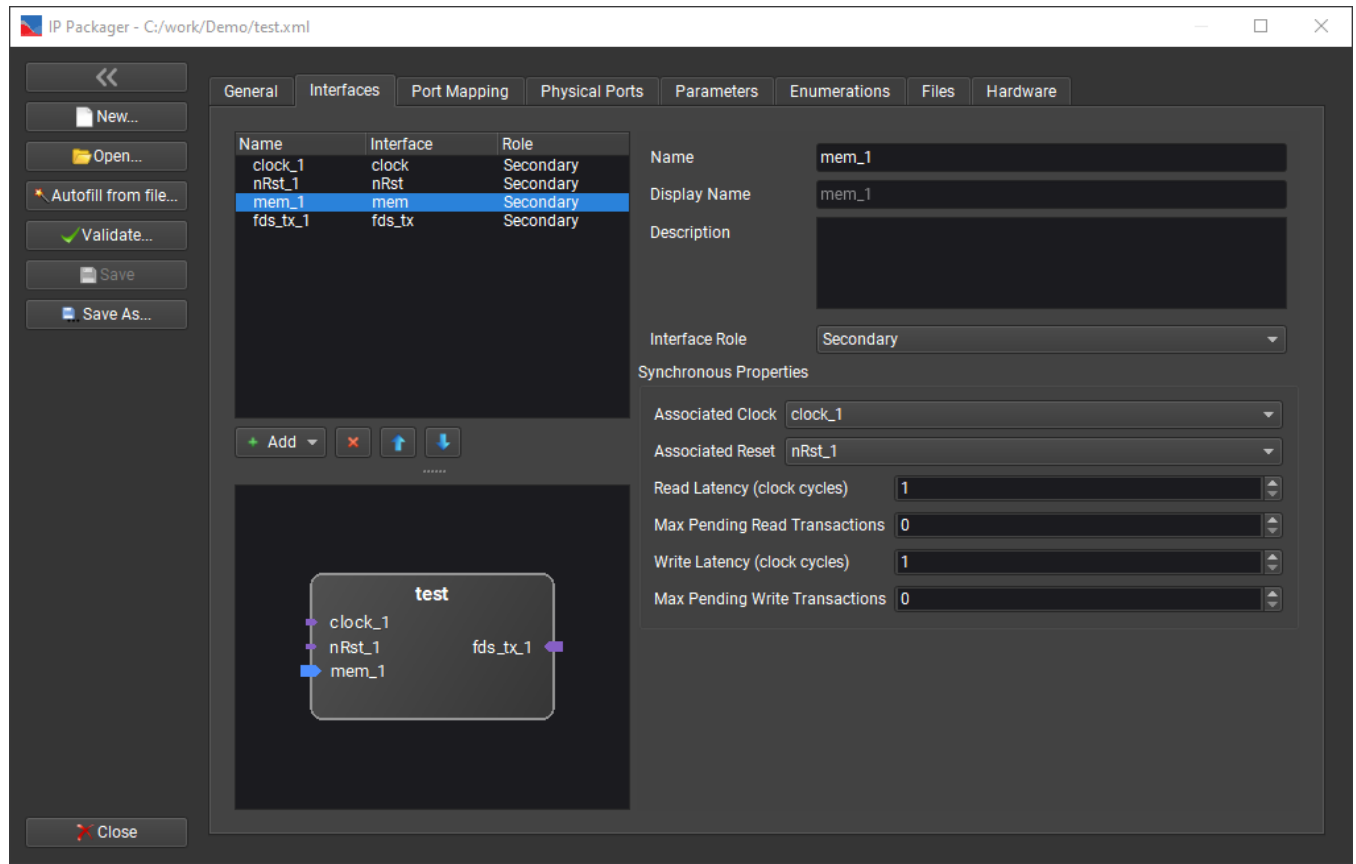 IP Packager - C:/work/Demo/test.xml
New...
Open...
Autofill from file...
Validate...
Save
Save As...
Close
General Interfaces Port Mapping Physical Ports Parameters Enumerations Files Hardware
Name Interface Role
clock_1 clock Secondary
nRst_1 nRst Secondary
mem_1 mem Secondary
fds_tx_1 fds_tx Secondary
Add
test
clock_1
nRst_1 fds_tx_1
mem_1
Name mem_1
Display Name mem_1
Description
Interface Role Secondary
Synchronous Properties
Associated Clock clock_1
Associated Reset nRst_1
Read Latency (clock cycles) 1
Max Pending Read Transactions 0
Write Latency (clock cycles) 1
Max Pending Write Transactions 0